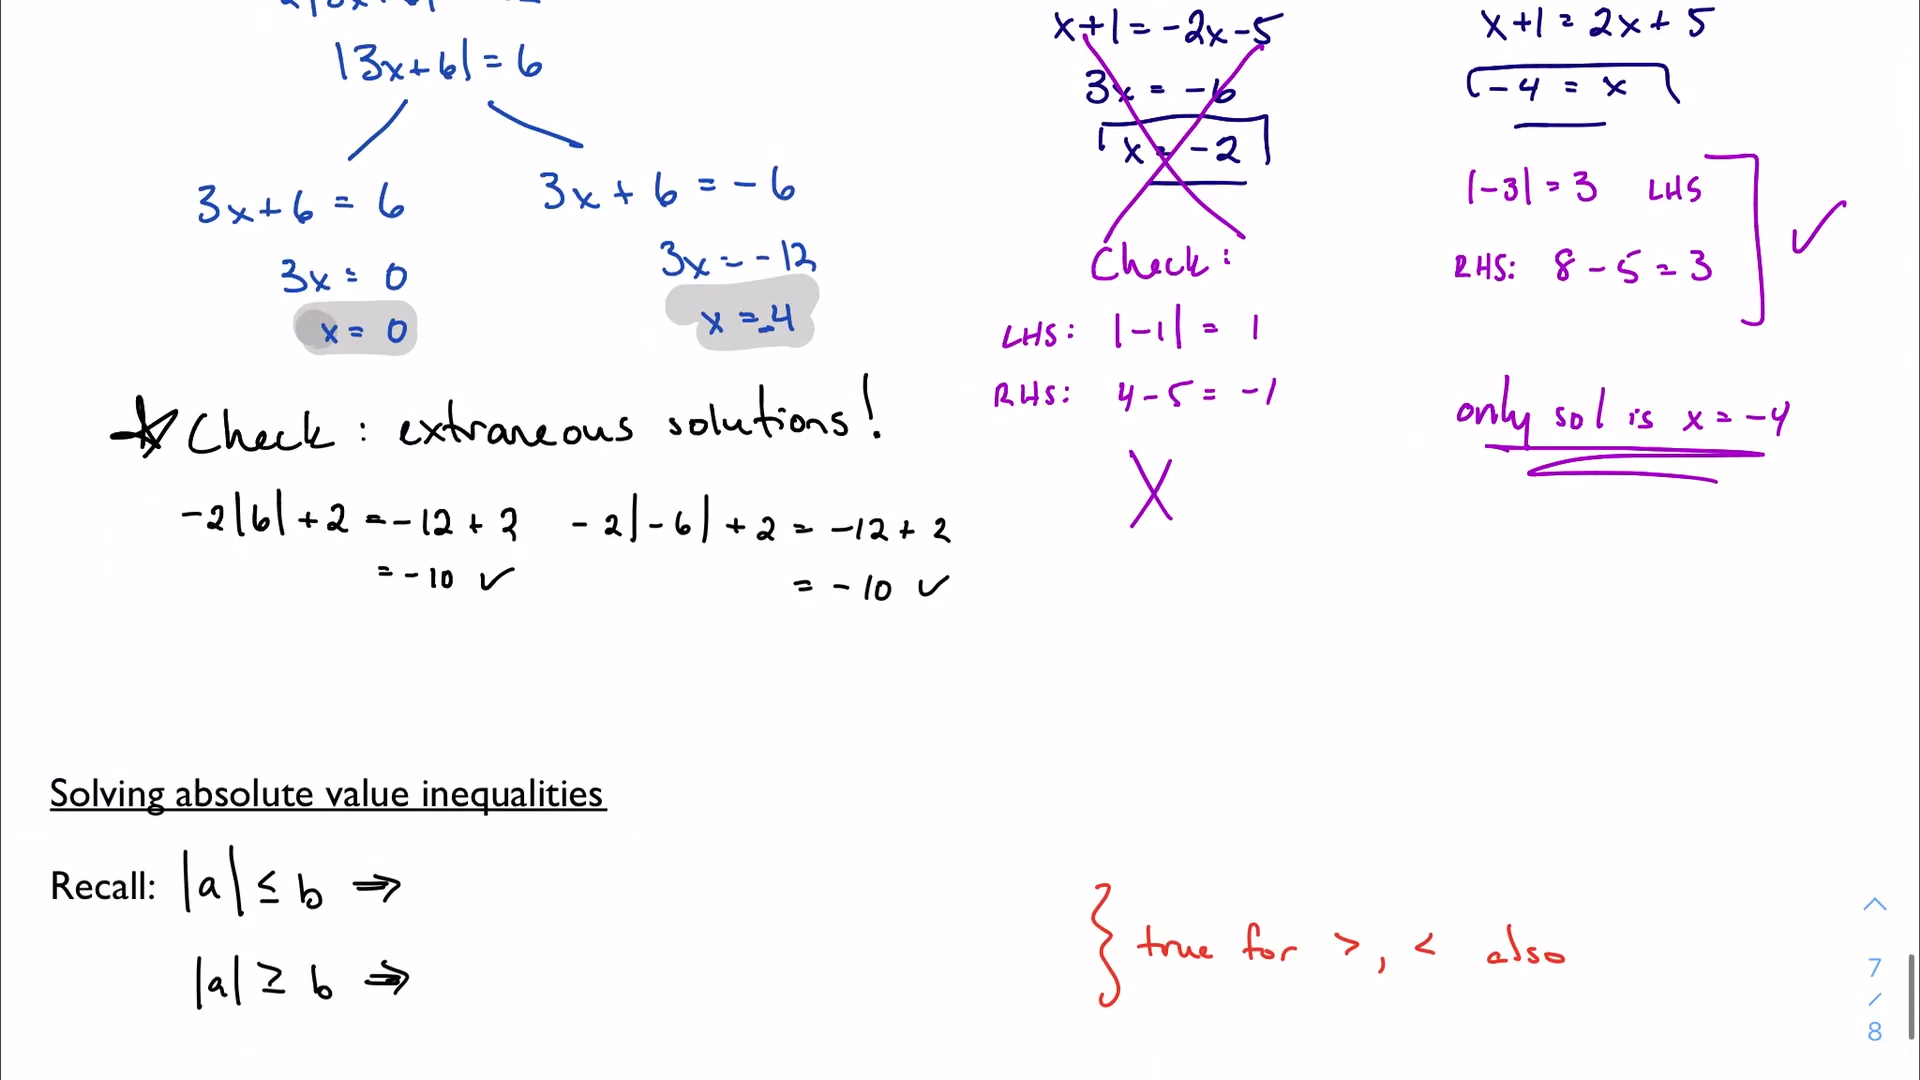 |3x+6| = 6
3x+6 = 6
3x + 6 = - 6
3x = 0
3x = -12
x = 0
x = -4
Check : extraneous solutions!
-2|6| +2 = -12 + 2
= -10 ✓
- 2|-6| + 2 = -12 + 2
= - 10 ✓
x+1 = -2x-5
3x = -6
x = -2
Check :
LHS: |-1| = 1
RHS: 4-5 = -1
X
x+1 = 2x+ 5
-4 = x
|-3| = 3 LHS
RHS: 8 - 5 = 3
✓
only sol is x = -4
Solving absolute value inequalities
Recall: |a| ≤ b ⇒
|a| ≥ b ⇒
} true for >, < also
7
/
8